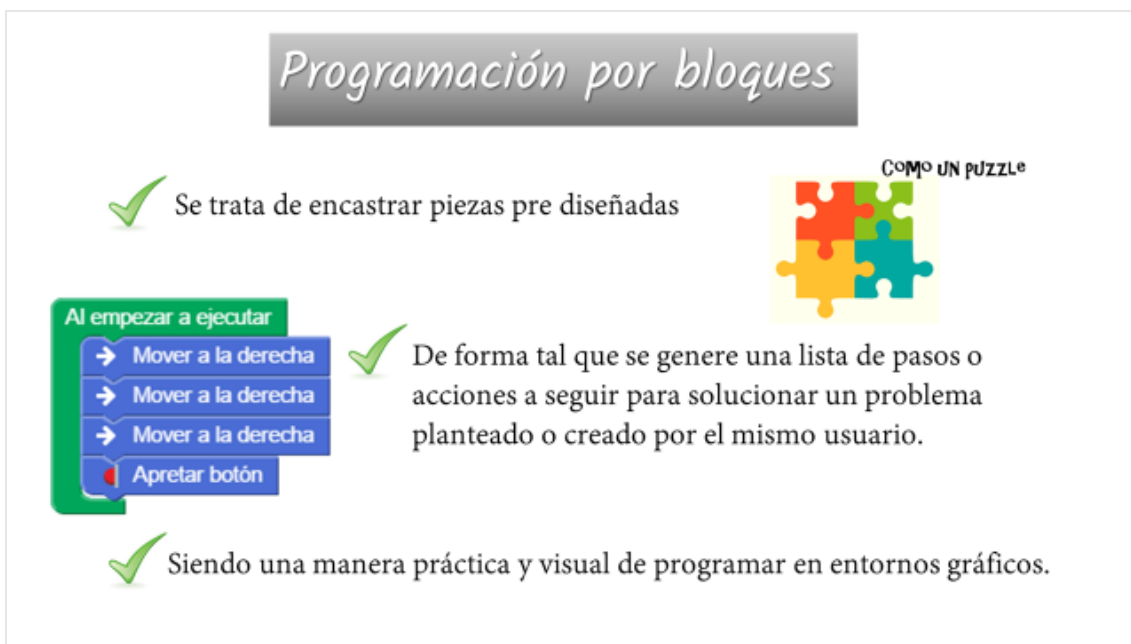 Programación por bloques
COMO UN PUZZLE
Se trata de encastrar piezas pre diseñadas
Al empezar a ejecutar
Mover a la derecha
Mover a la derecha
Mover a la derecha
Apretar botón
De forma tal que se genere una lista de pasos o
acciones a seguir para solucionar un problema
planteado o creado por el mismo usuario.
Siendo una manera práctica y visual de programar en entornos gráficos.